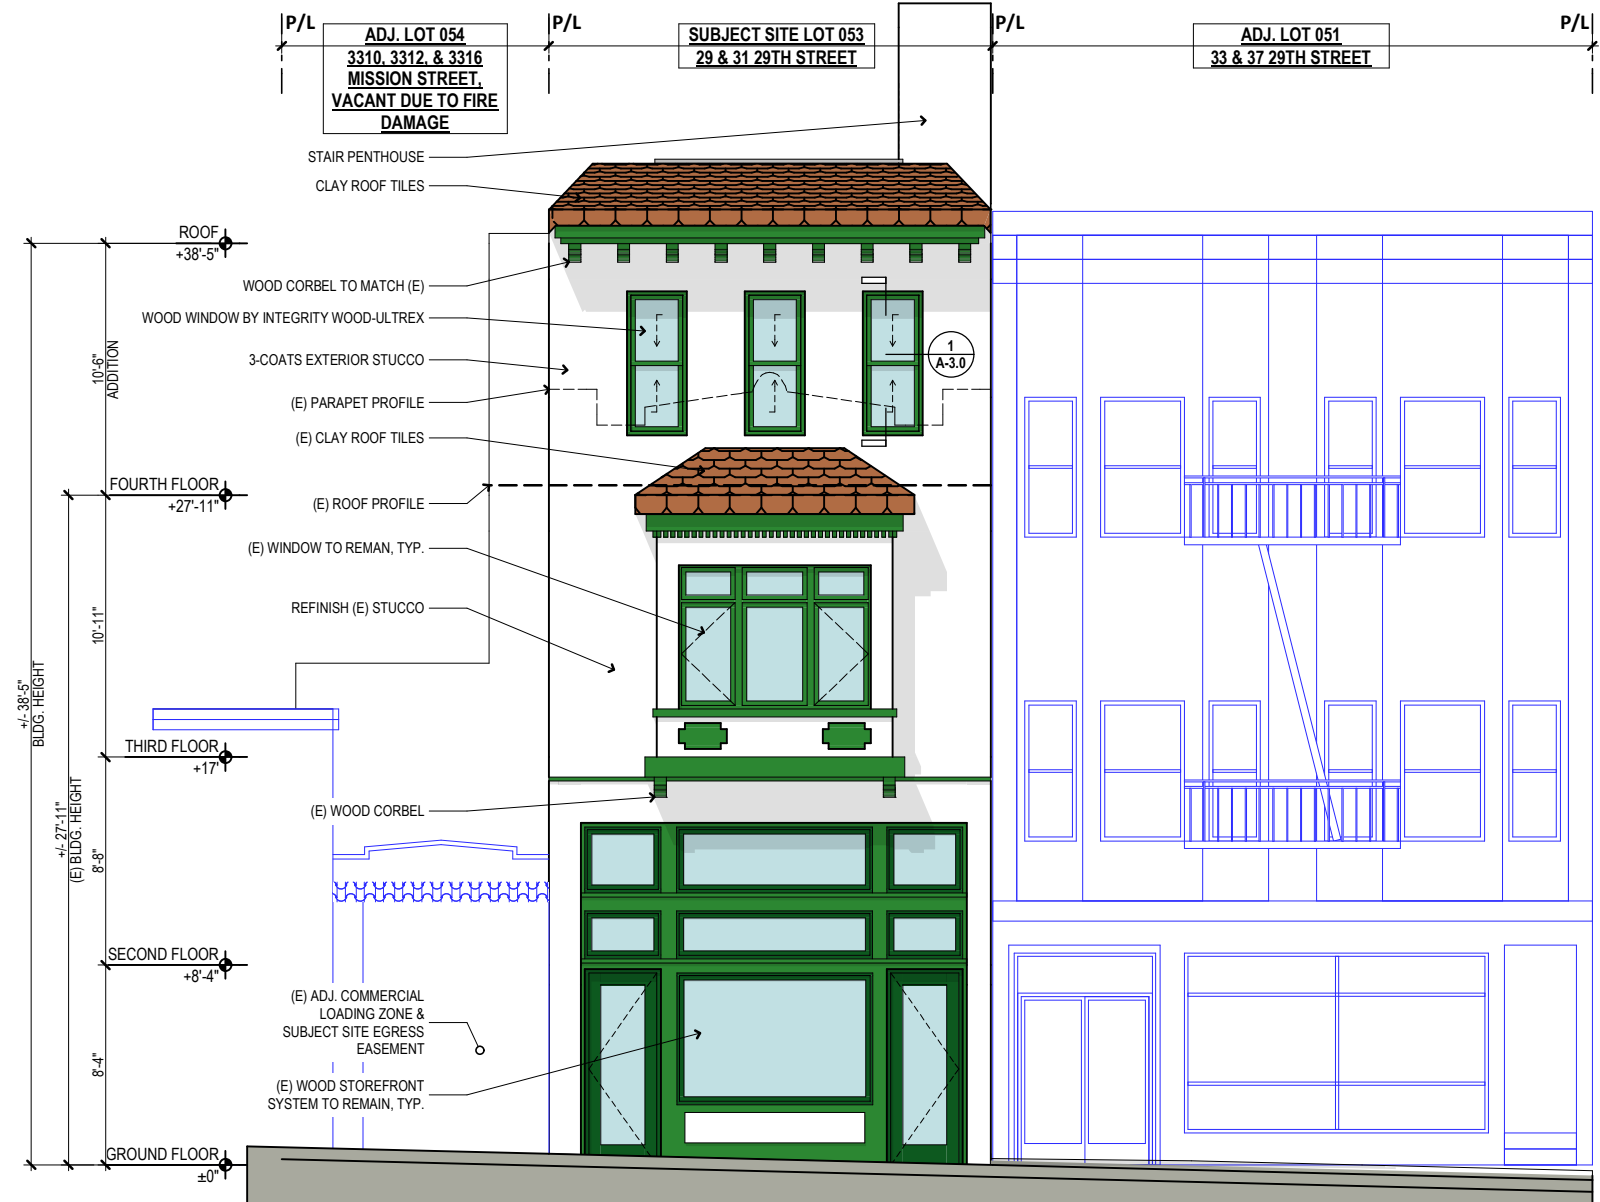 P/L
P/L
P/L
P/L
ADJ. LOT 054
3310, 3312, & 3316
MISSION STREET,
VACANT DUE TO FIRE
DAMAGE
SUBJECT SITE LOT 053
29 & 31 29TH STREET
ADJ. LOT 051
33 & 37 29TH STREET
STAIR PENTHOUSE
CLAY ROOF TILES
ROOF
+38'-5"
WOOD CORBEL TO MATCH (E)
WOOD WINDOW BY INTEGRITY WOOD-ULTREX
3-COATS EXTERIOR STUCCO
1
A-3.0
10'-6"
ADDITION
(E) PARAPET PROFILE
(E) CLAY ROOF TILES
FOURTH FLOOR
+27'-11"
(E) ROOF PROFILE
(E) WINDOW TO REMAN, TYP.
REFINISH (E) STUCCO
10'-11"
+/- 38'-5"
BLDG. HEIGHT
THIRD FLOOR
+17'
(E) WOOD CORBEL
+/- 27'-11"
(E) BLDG. HEIGHT
8'-8"
SECOND FLOOR
+8'-4"
(E) ADJ. COMMERCIAL
LOADING ZONE &
SUBJECT SITE EGRESS
EASEMENT
8'-4"
(E) WOOD STOREFRONT
SYSTEM TO REMAIN, TYP.
GROUND FLOOR
±0"